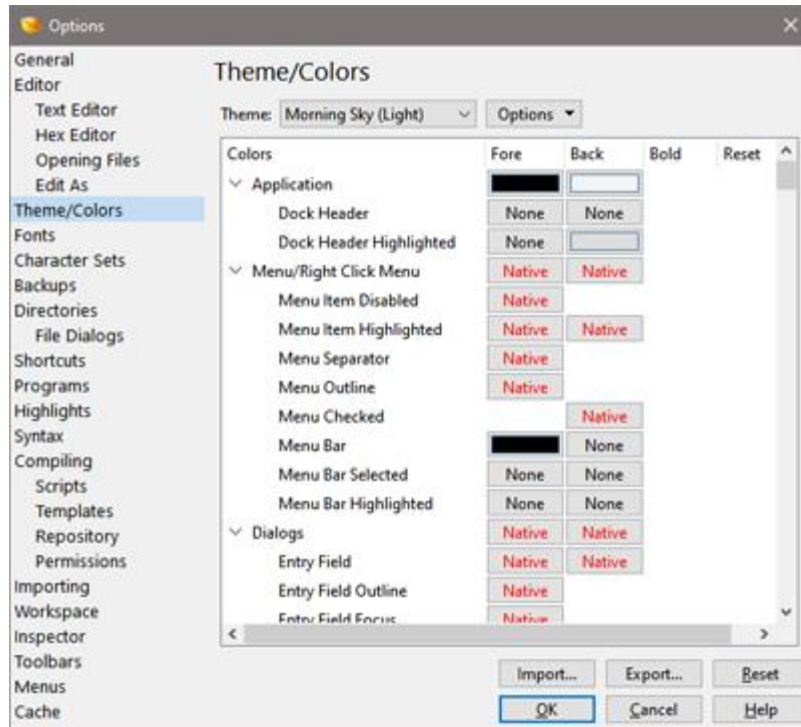 Options
General
Editor
Text Editor
Hex Editor
Opening Files
Edit As
Theme/Colors
Fonts
Character Sets
Backups
Directories
File Dialogs
Shortcuts
Programs
Highlights
Syntax
Compiling
Scripts
Templates
Repository
Permissions
Importing
Workspace
Inspector
Toolbars
Menus
Cache
Theme/Colors
Theme: Morning Sky (Light) Options
Colors Fore Back Bold Reset
Application
Dock Header None None
Dock Header Highlighted None
Menu/Right Click Menu Native Native
Menu Item Disabled Native
Menu Item Highlighted Native Native
Menu Separator Native
Menu Outline Native
Menu Checked Native
Menu Bar None
Menu Bar Selected None None
Menu Bar Highlighted None None
Dialogs Native Native
Entry Field Native Native
Entry Field Outline Native
Entry Field Focus Native
Import... Export... Reset
OK Cancel Help